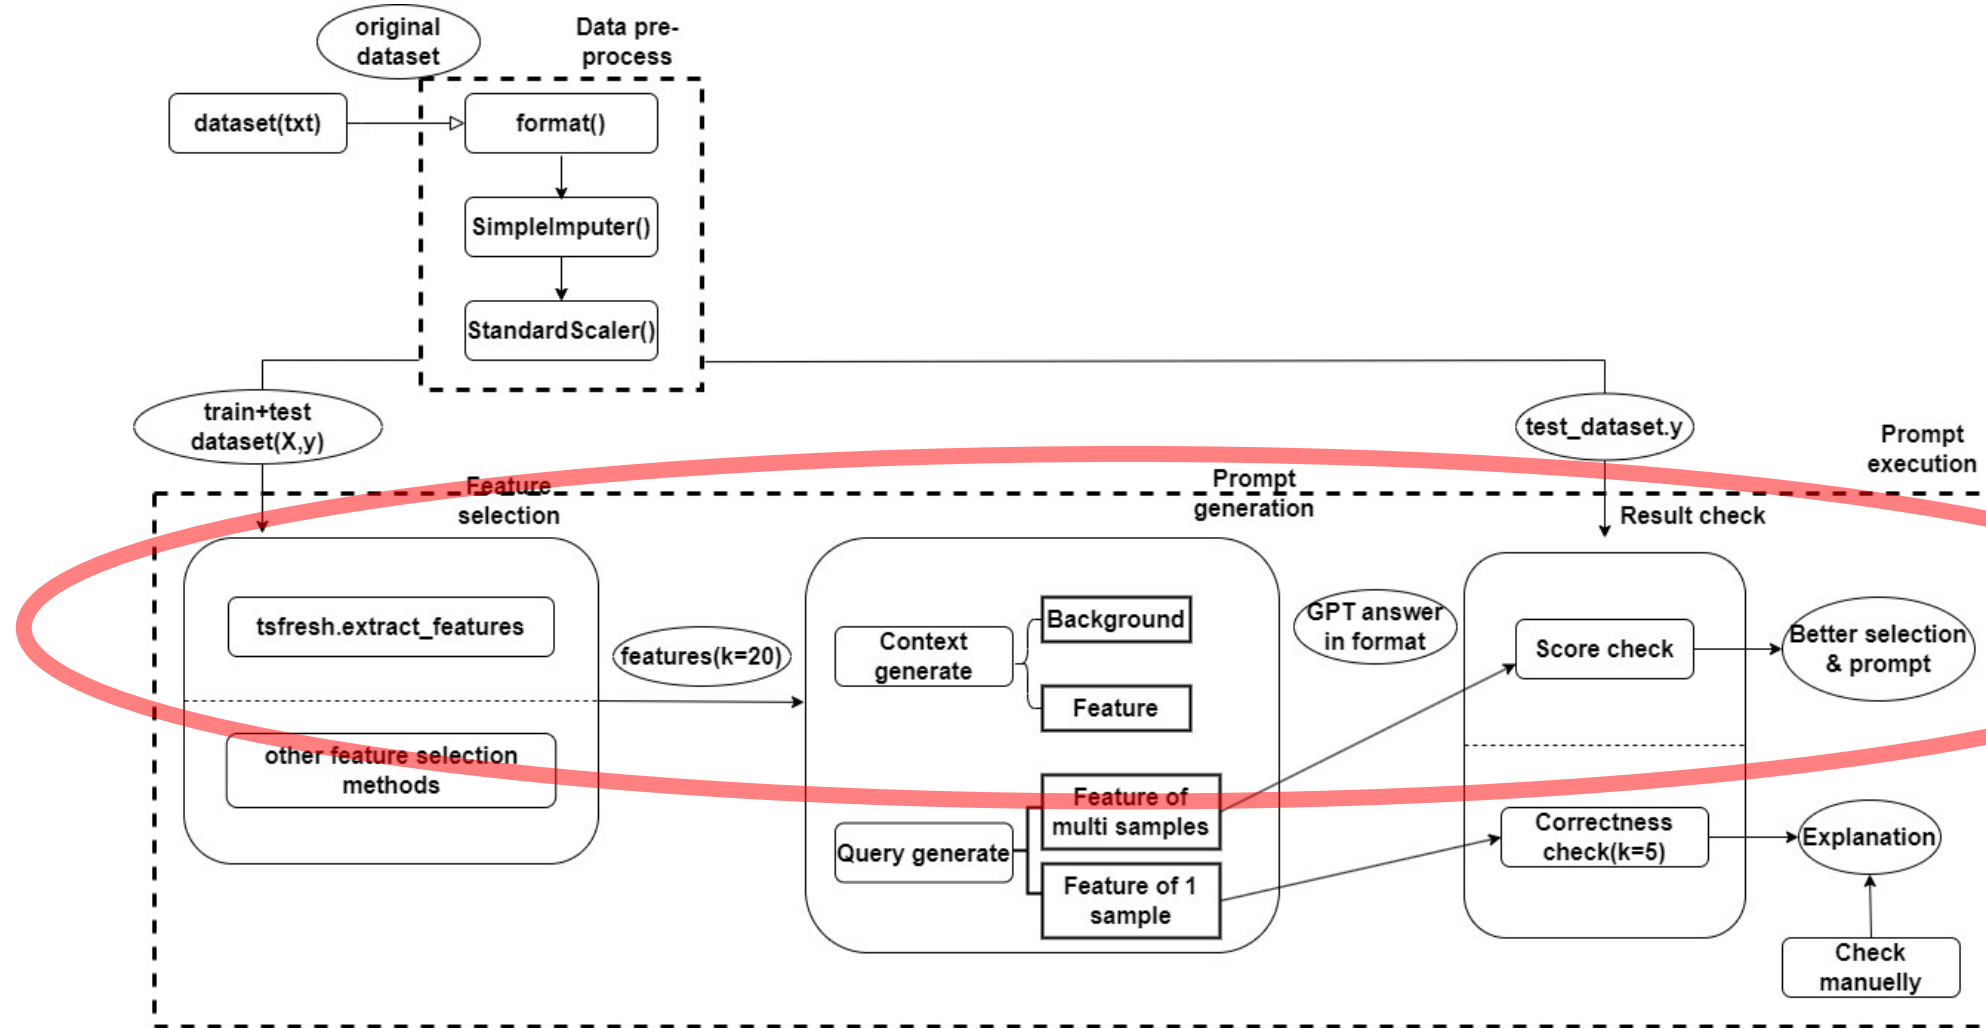 original
dataset
Data pre-
process
dataset(txt)
format()
SimpleImputer()
StandardScaler()
train+test
dataset(X,y)
test_dataset.y
Prompt
execution
Feature
selection
Prompt
generation
Result check
tsfresh.extract_features
other feature selection
methods
features(k=20)
Context
generate
Background
Feature
Query generate
Feature of
multi samples
Feature of 1
sample
GPT answer
in format
Score check
Better selection
& prompt
Correctness
check(k=5)
Explanation
Check
manuelly